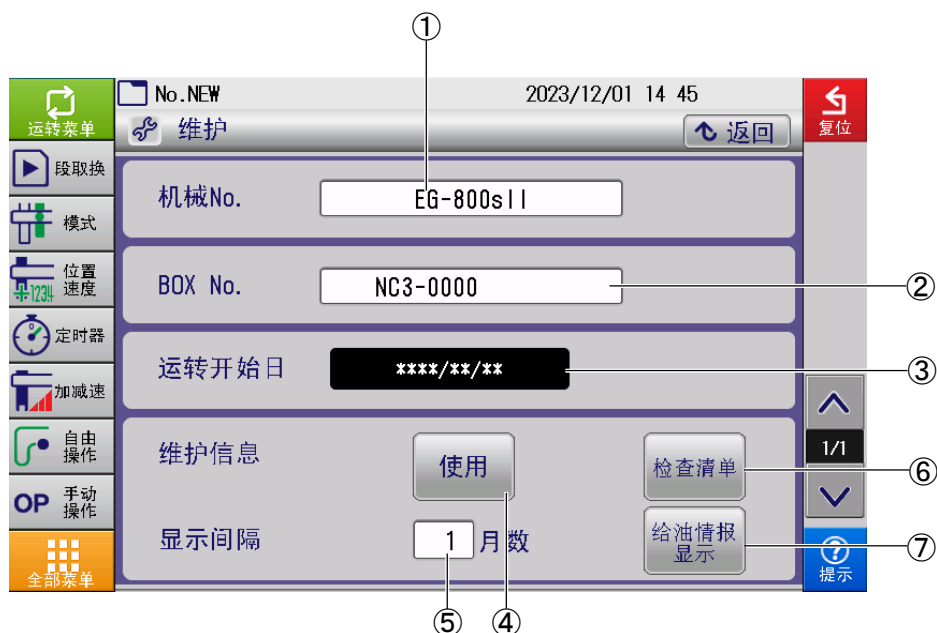 ①
No.NEW 2023/12/01 14 45
运转菜单
维护
返回
复位
段取换
机械No. EG-800sII
模式
位置
速度
BOX No. NC3-0000 ②
定时器
运转开始日 ****/**/** ③
加减速
自由
操作
维护信息 使用 检查清单 ⑥
1/1
OP 手动
操作
显示间隔 1 月数 给油情报
显示 ⑦
全部菜单
提示
⑤ ④